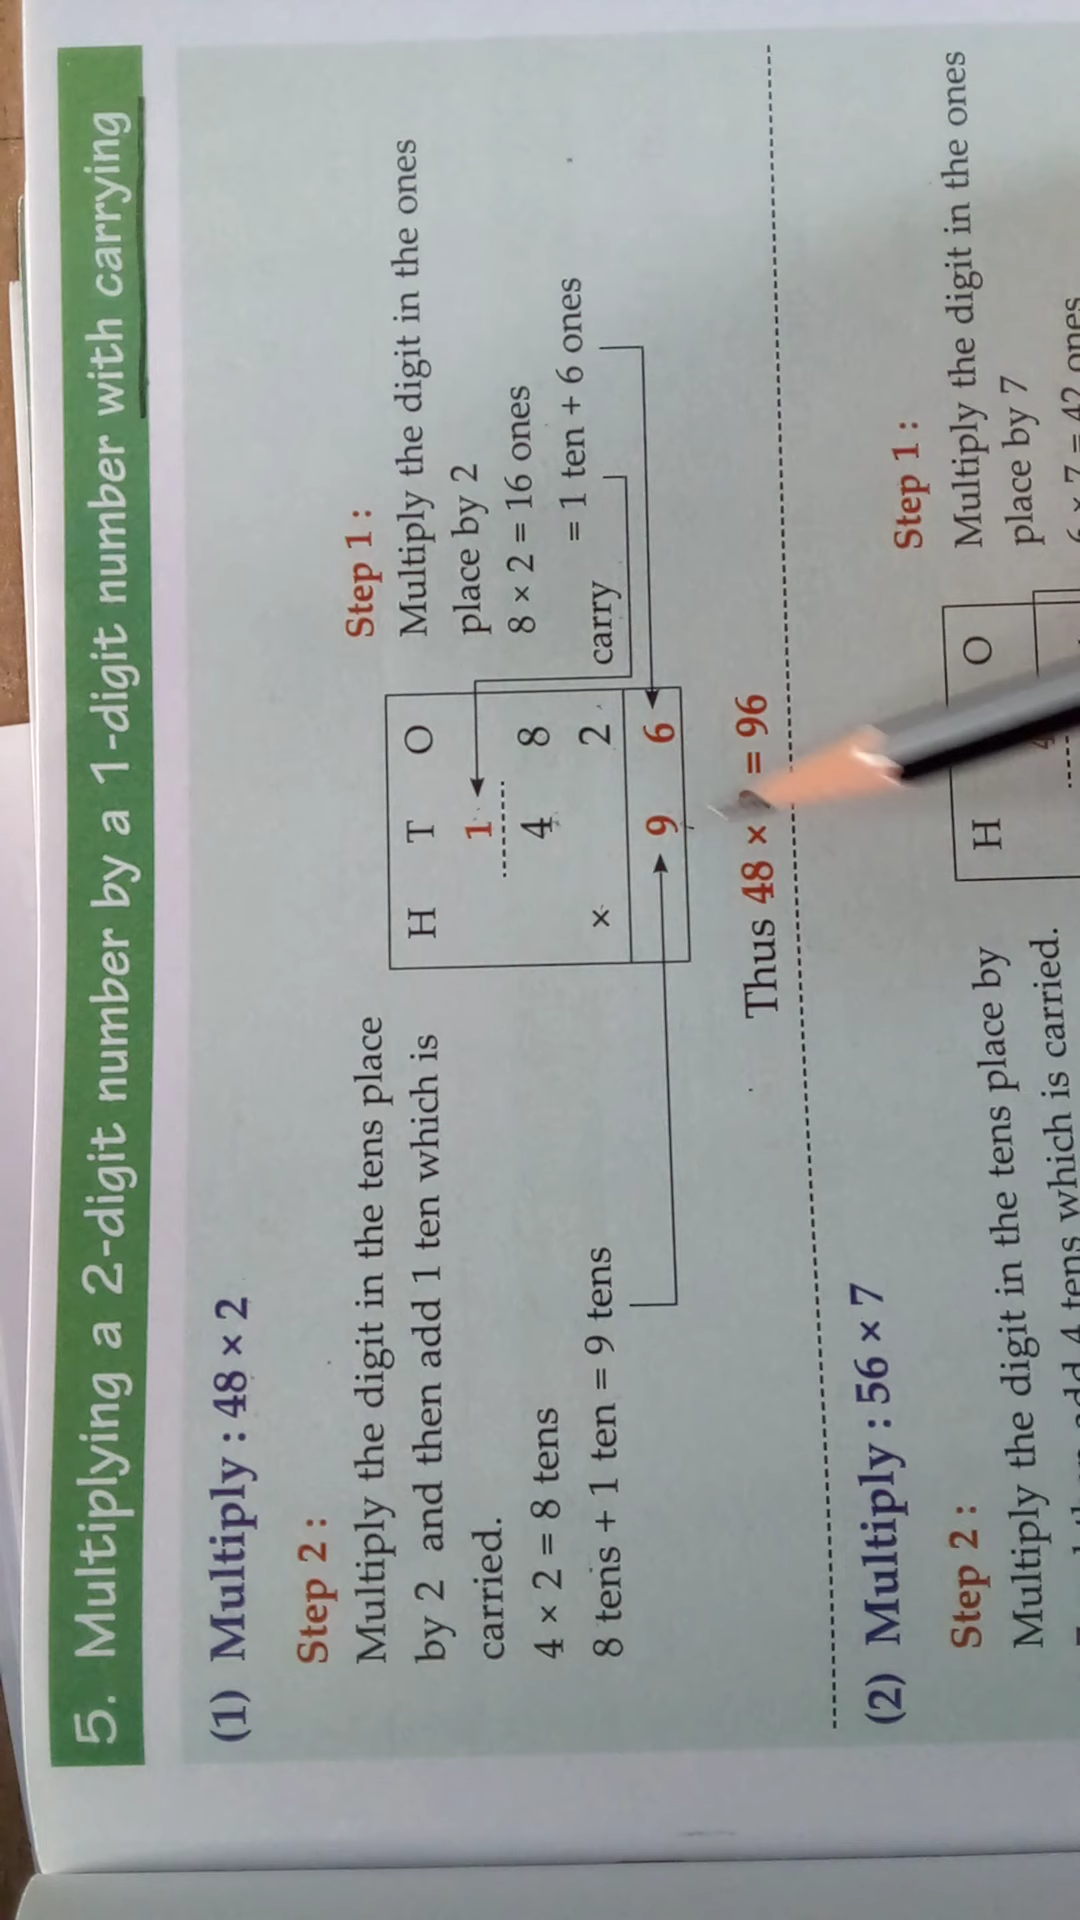 5. Multiplying a 2-digit number by a 1-digit number with carrying
(1) Multiply : 48 × 2
Step 2 :
Multiply the digit in the tens place
by 2 and then add 1 ten which is
carried.
4 × 2 = 8 tens
8 tens + 1 ten = 9 tens
H T O
1
4 8
× 2
9 6
Step 1 :
Multiply the digit in the ones
place by 2
8 × 2 = 16 ones
= 1 ten + 6 ones
carry
Thus 48 × = 96
(2) Multiply : 56 × 7
Step 2 :
Multiply the digit in the tens place by
add 4 tens which is carried.
H O
Step 1 :
Multiply the digit in the ones
place by 7
6 × 7 = 42 ones